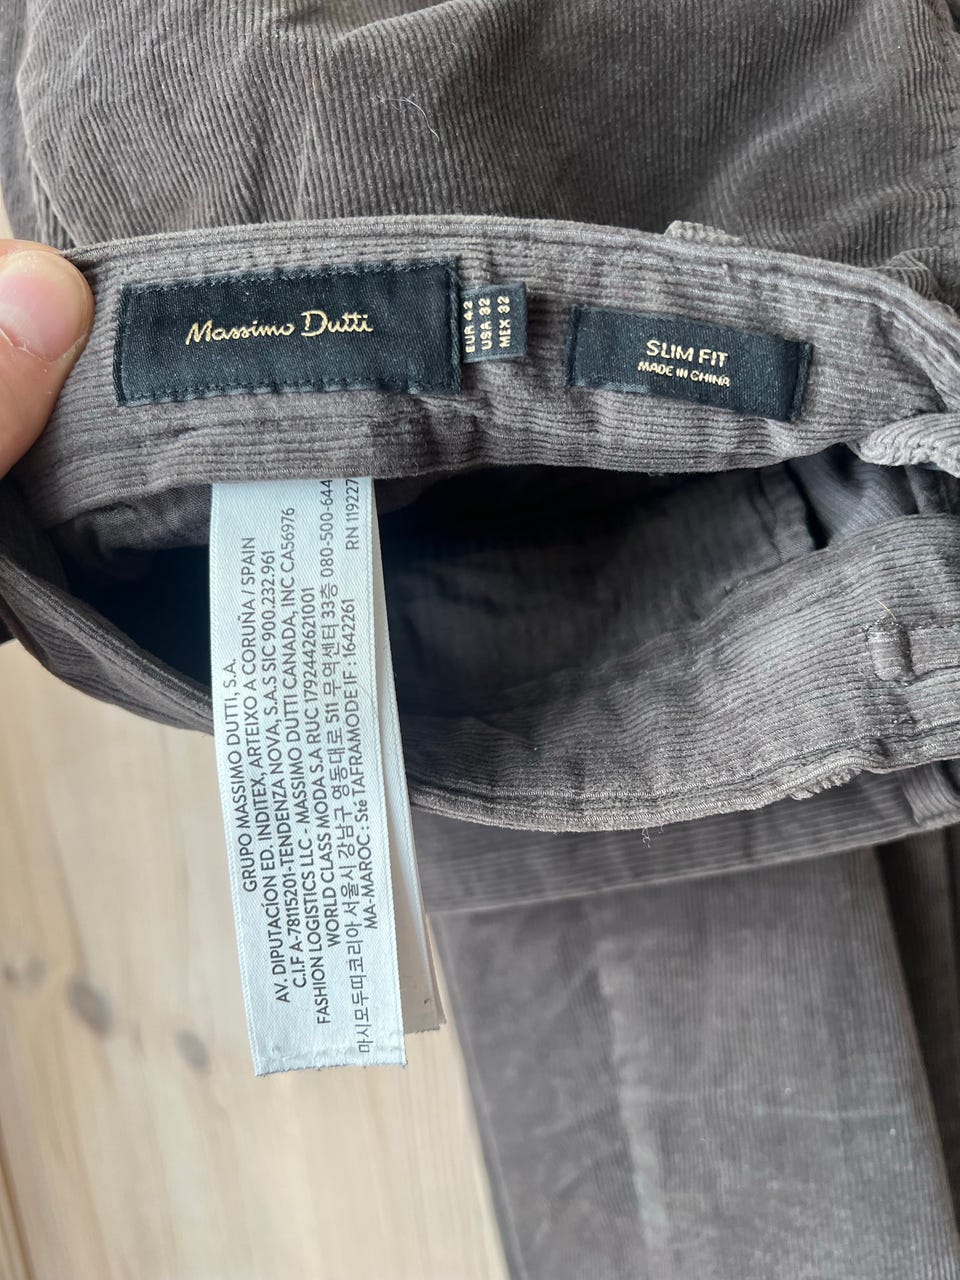 Massimo Dutti
EUR 42
USA 32
MEX 32
SLIM FIT
MADE IN CHINA
GRUPO MASSIMO DUTTI, S.A.
AV. DIPUTACÍON ED. INDITEX, ARTEIXO A CORUÑA / SPAIN
C.I.F A-78115201-TENDENZA NOVA, S.A.S SIC 900.232.961
FASHION LOGISTICS LLC - MASSIMO DUTTI CANADA, INC CA56976
WORLD CLASS MODA S.A RUC 1792442621001
마시모두띠코리아 서울시 강남구 영동대로 511 무역센터 33층 080-500-644
MA-MAROC : Sté TAFRAMODE IF : 1642261
RN 119227